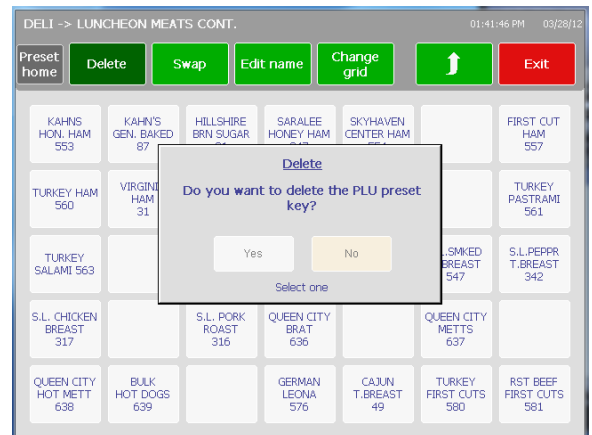 DELI -> LUNCHEON MEATS CONT.
01:41:46 PM 03/28/12
Preset
home
Delete
Swap
Edit name
Change
grid
Exit
KAHNS
HON. HAM
553
KAHN'S
GEN. BAKED
87
HILLSHIRE
BRN SUGAR
SARALEE
HONEY HAM
SKYHAVEN
CENTER HAM
FIRST CUT
HAM
557
TURKEY HAM
560
VIRGINI
HAM
31
TURKEY
PASTRAMI
561
Delete
Do you want to delete the PLU preset
key?
Yes
No
Select one
TURKEY
SALAMI 563
.SMKED
BREAST
547
S.L.PEPPR
T.BREAST
342
S.L. CHICKEN
BREAST
317
S.L. PORK
ROAST
316
QUEEN CITY
BRAT
636
QUEEN CITY
METTS
637
QUEEN CITY
HOT METT
638
BULK
HOT DOGS
639
GERMAN
LEONA
576
CAJUN
T.BREAST
49
TURKEY
FIRST CUTS
580
RST BEEF
FIRST CUTS
581